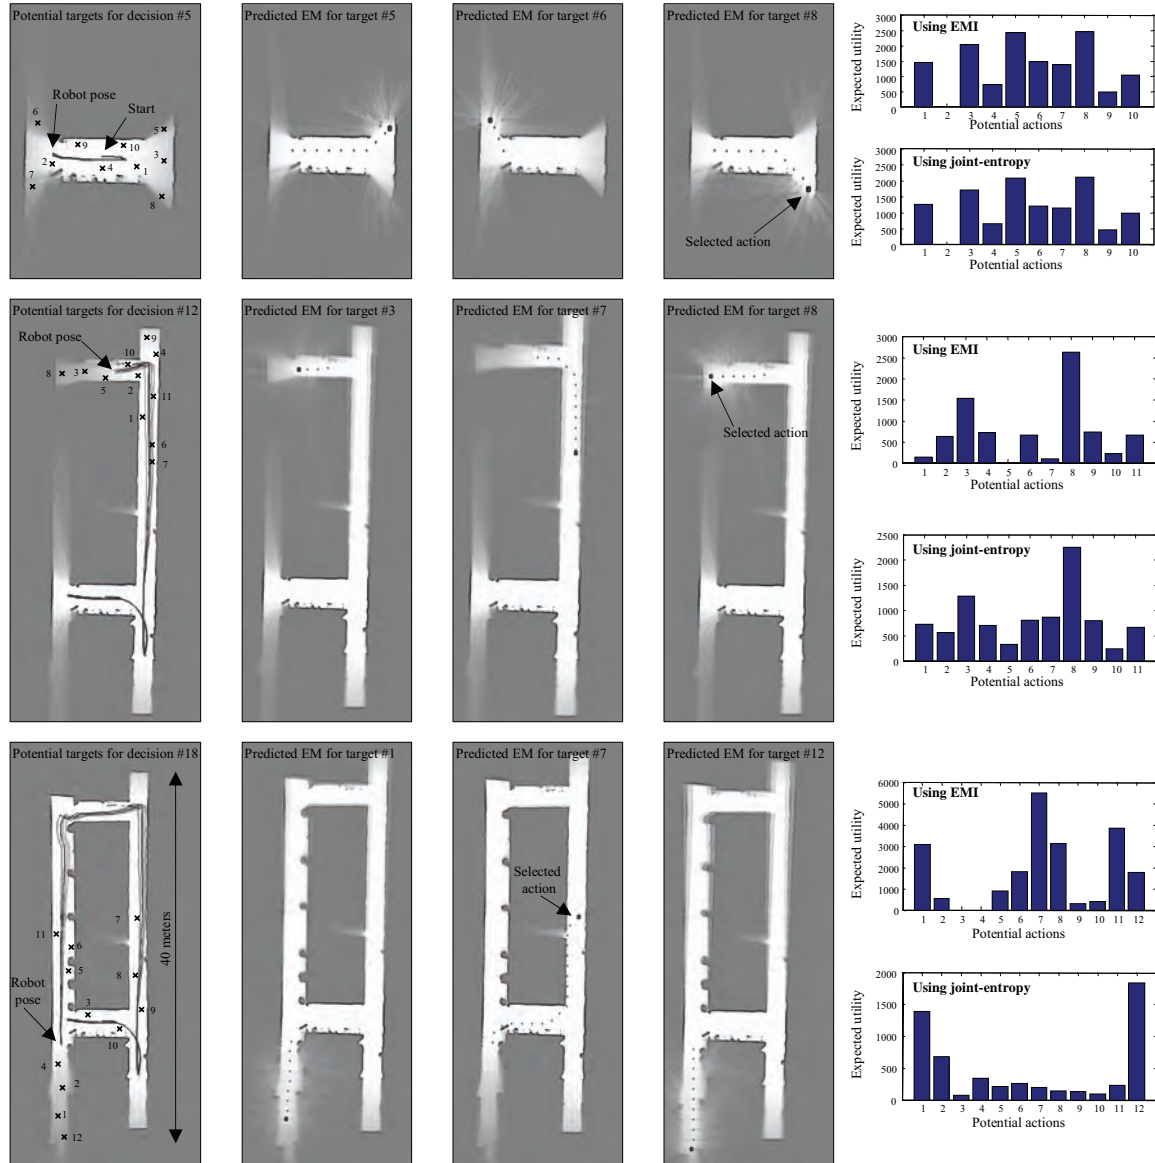 Potential targets for decision #5
Robot pose
Start
6
5
9
10
3
2
4
1
7
8
Predicted EM for target #5
Predicted EM for target #6
Predicted EM for target #8
Selected action
Using EMI
Expected utility
3000
2500
2000
1500
1000
500
0
1 2 3 4 5 6 7 8 9 10
Potential actions
Using joint-entropy
Expected utility
3000
2500
2000
1500
1000
500
0
1 2 3 4 5 6 7 8 9 10
Potential actions
Potential targets for decision #12
Robot pose
9
10
4
8
3
5
2
11
1
6
7
Predicted EM for target #3
Predicted EM for target #7
Predicted EM for target #8
Selected action
Using EMI
Expected utility
3000
2500
2000
1500
1000
500
0
1 2 3 4 5 6 7 8 9 10 11
Potential actions
Using joint-entropy
Expected utility
2500
2000
1500
1000
500
0
1 2 3 4 5 6 7 8 9 10 11
Potential actions
Potential targets for decision #18
40 meters
7
11
6
5
8
Robot
pose
3
9
10
4
2
1
12
Predicted EM for target #1
Predicted EM for target #7
Selected
action
Predicted EM for target #12
Using EMI
Expected utility
6000
5000
4000
3000
2000
1000
0
1 2 3 4 5 6 7 8 9 10 11 12
Potential actions
Using joint-entropy
Expected utility
2000
1500
1000
500
0
1 2 3 4 5 6 7 8 9 10 11 12
Potential actions